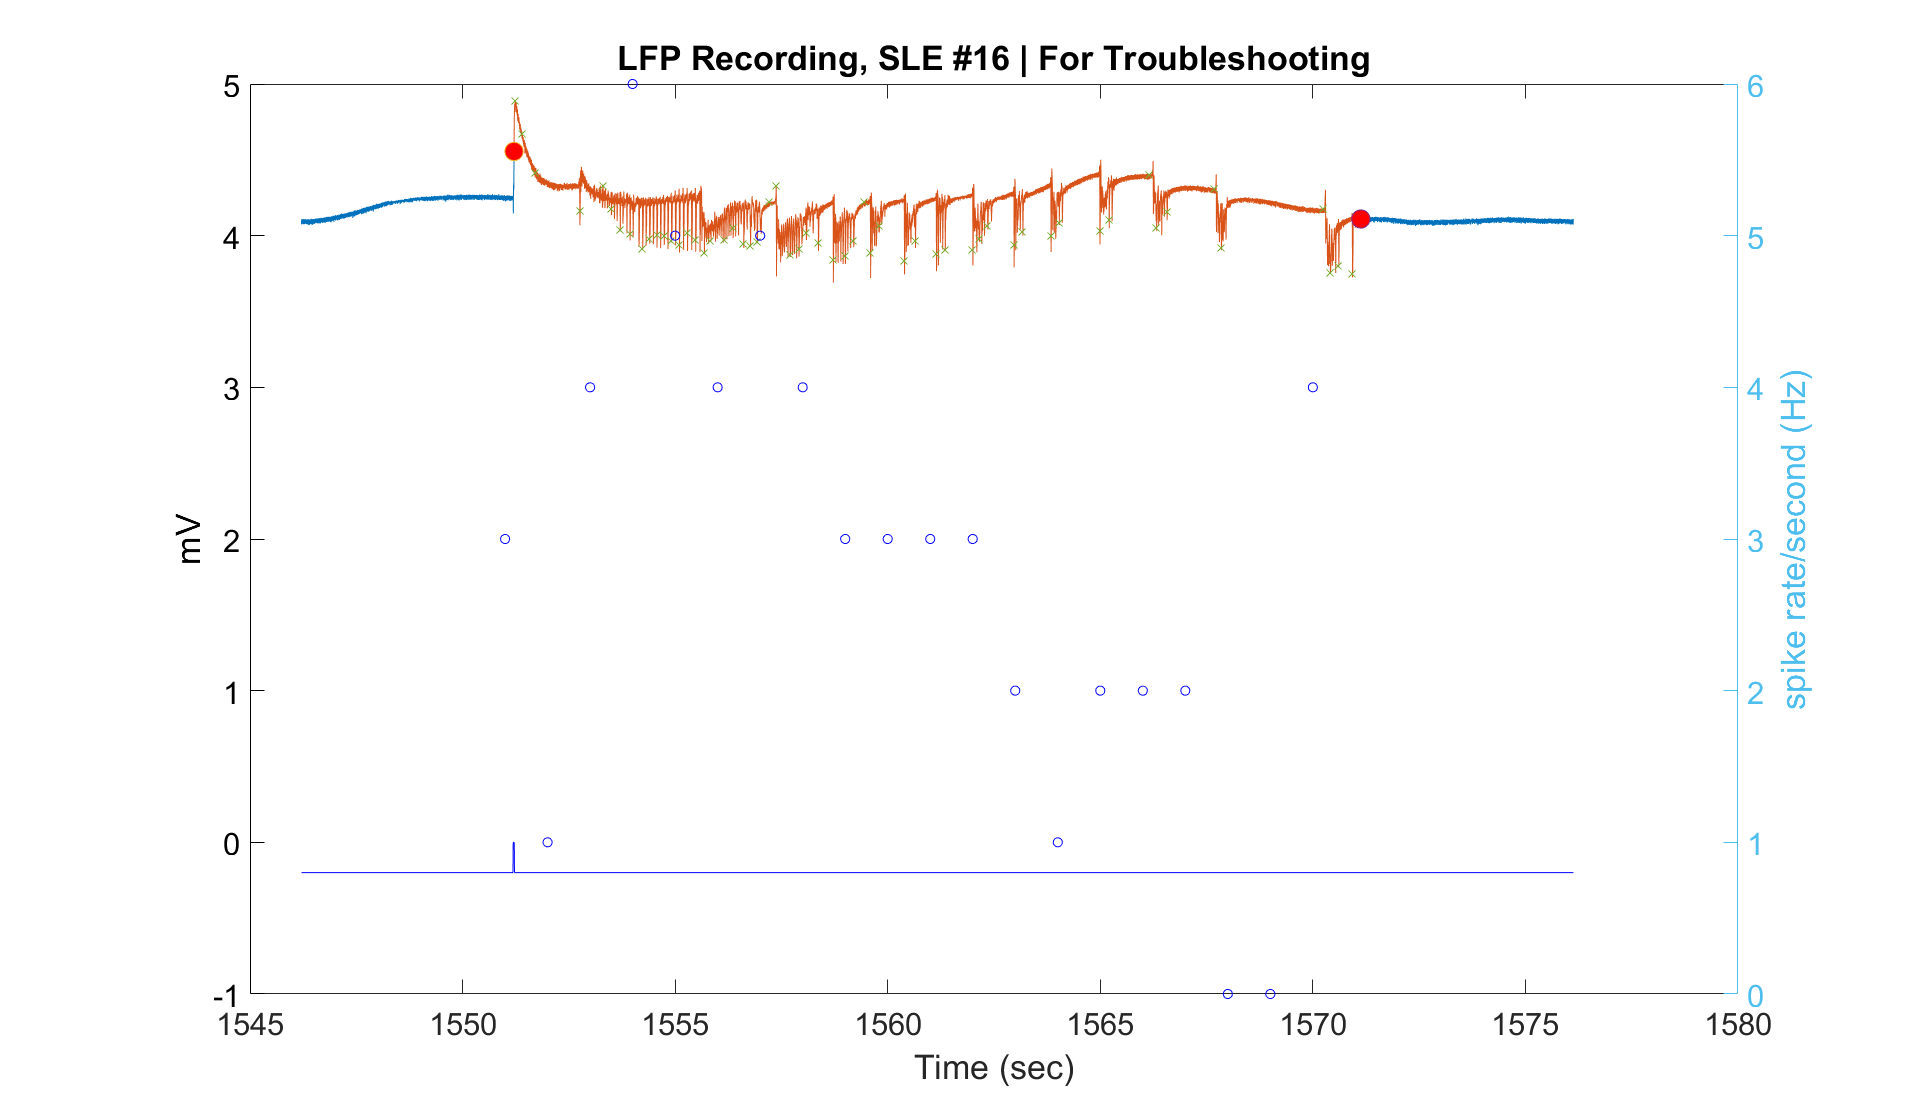 LFP Recording, SLE #16 | For Troubleshooting
5
4
3
2
1
0
-1
mV
6
5
4
3
2
1
0
spike rate/second (Hz)
1545 1550 1555 1560 1565 1570 1575 1580
Time (sec)